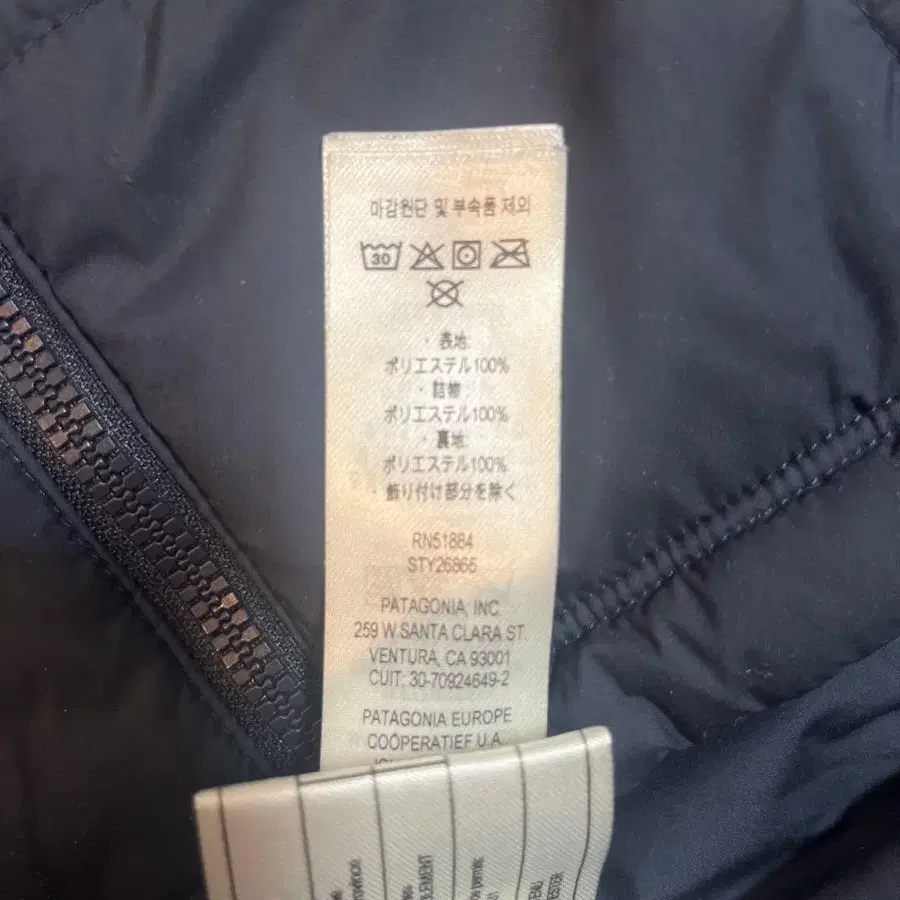 마감원단 및 부속품 제외
30
・表地:
ポリエステル100%
・詰物:
ポリエステル100%
・裏地:
ポリエステル100%
・飾り付け部分を除く
RN51884
STY26865
PATAGONIA, INC.
259 W SANTA CLARA ST.
VENTURA, CA 93001
CUIT: 30-70924649-2
PATAGONIA EUROPE
COÖPERATIEF U.A.